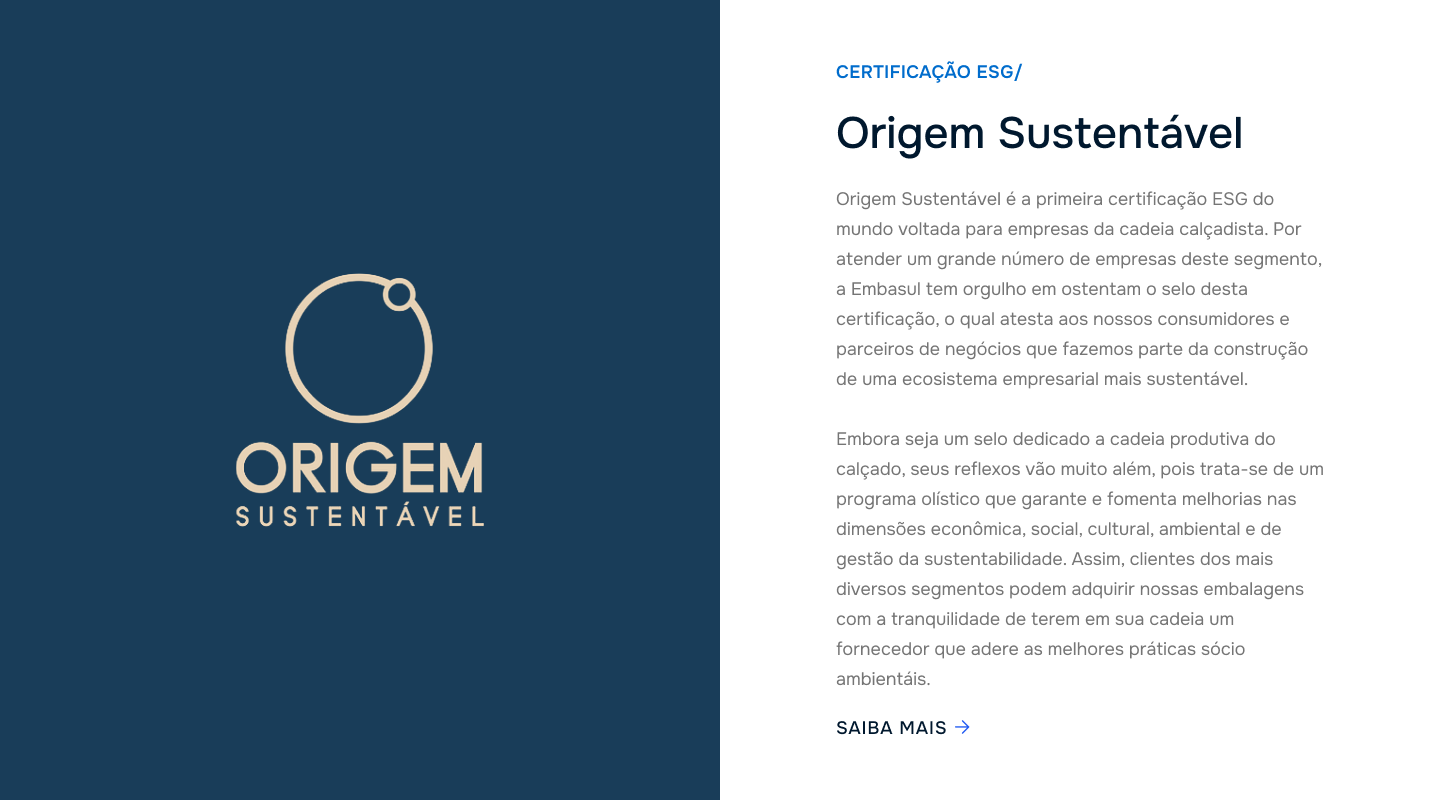 ORIGEM
SUSTENTÁVEL
CERTIFICAÇÃO ESG/
Origem Sustentável
Origem Sustentável é a primeira certificação ESG do
mundo voltada para empresas da cadeia calçadista. Por
atender um grande número de empresas deste segmento,
a Embasul tem orgulho em ostentam o selo desta
certificação, o qual atesta aos nossos consumidores e
parceiros de negócios que fazemos parte da construção
de uma ecosistema empresarial mais sustentável.
Embora seja um selo dedicado a cadeia produtiva do
calçado, seus reflexos vão muito além, pois trata-se de um
programa olístico que garante e fomenta melhorias nas
dimensões econômica, social, cultural, ambiental e de
gestão da sustentabilidade. Assim, clientes dos mais
diversos segmentos podem adquirir nossas embalagens
com a tranquilidade de terem em sua cadeia um
fornecedor que adere as melhores práticas sócio
ambientáis.
SAIBA MAIS →